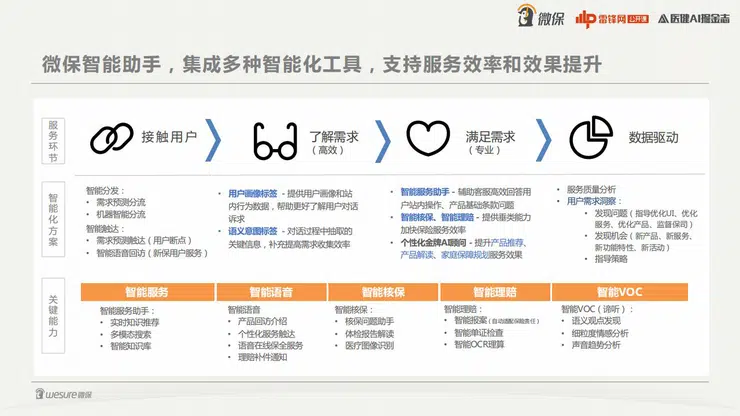 微保
雷锋网
公开课
医健AI掘金志
微保智能助手，集成多种智能化工具，支持服务效率和效果提升
服务环节
接触用户
了解需求
（高效）
满足需求
（专业）
数据驱动
智能化方案
智能分发：
• 需求预测分流
• 机器智能分流
智能触达：
• 需求预测触达（用户断点）
• 智能语音回访（新保用户服务）
• 用户画像标签 - 提供用户画像和站
内行为数据，帮助更好了解用户对话
诉求
• 语义意图标签 - 对话过程中抽取的
关键信息，补充提高需求收集效率
• 智能服务助手 - 辅助客服高效回答用
户站内操作、产品基础条款问题
• 智能核保、智能理赔 - 提供垂类能力
加快保险服务效率
• 个性化金牌AI顾问 - 提升产品推荐、
产品解读、家庭保障规划服务效果
• 服务质量分析
• 用户需求洞察：
• 发现问题（指导优化UI、优化
服务、优化产品、监督保司）
• 发现机会（新产品、新服务、
新功能特性、新活动）
• 指导策略
关键能力
智能服务
智能语音
智能核保
智能理赔
智能VOC
智能服务助手：
• 实时知识推荐
• 多模态搜索
• 智能知识库
智能语音
• 产品回访介绍
• 个性化服务触达
• 语音在线保全服务
• 理赔补件通知
智能核保：
• 核保问题助手
• 体检报告解读
• 医疗图像识别
智能理赔：
• 智能报案（自动适配保险责任）
• 智能单证检查
• 智能OCR理算
智能VOC（谛听）：
• 语义观点发现
• 细粒度情感分析
• 声音趋势分析
wesure微保